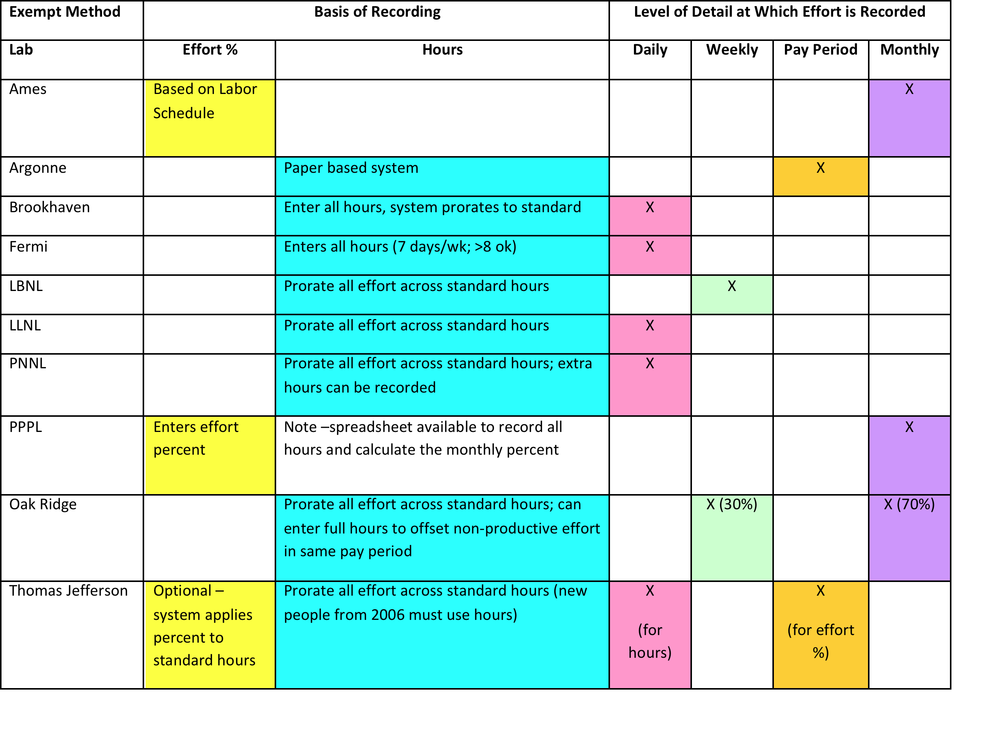 Exempt Method Basis of Recording Level of Detail at Which Effort is Recorded
Lab Effort % Hours Daily Weekly Pay Period Monthly
Ames Based on Labor X
Schedule
Argonne Paper based system X
Brookhaven Enter all hours, system prorates to standard X
Fermi Enters all hours (7 days/wk; >8 ok) X
LBNL Prorate all effort across standard hours X
LLNL Prorate all effort across standard hours X
PNNL Prorate all effort across standard hours; extra X
hours can be recorded
PPPL Enters effort Note –spreadsheet available to record all X
percent hours and calculate the monthly percent
Oak Ridge Prorate all effort across standard hours; can X (30%) X (70%)
enter full hours to offset non-productive effort
in same pay period
Thomas Jefferson Optional – Prorate all effort across standard hours (new X X
system applies people from 2006 must use hours)
percent to (for (for effort
standard hours hours) %)